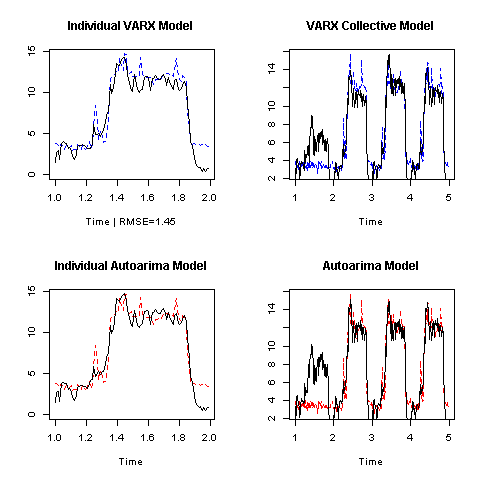 Individual VARX Model
VARX Collective Model
15
10
5
0
1.0 1.2 1.4 1.6 1.8 2.0
Time | RMSE=1.45
14
12
8
6
4
2
1 2 3 4 5
Time
Individual Autoarima Model
Autoarima Model
15
10
5
0
1.0 1.2 1.4 1.6 1.8 2.0
Time
14
10
8
6
4
2
1 2 3 4 5
Time